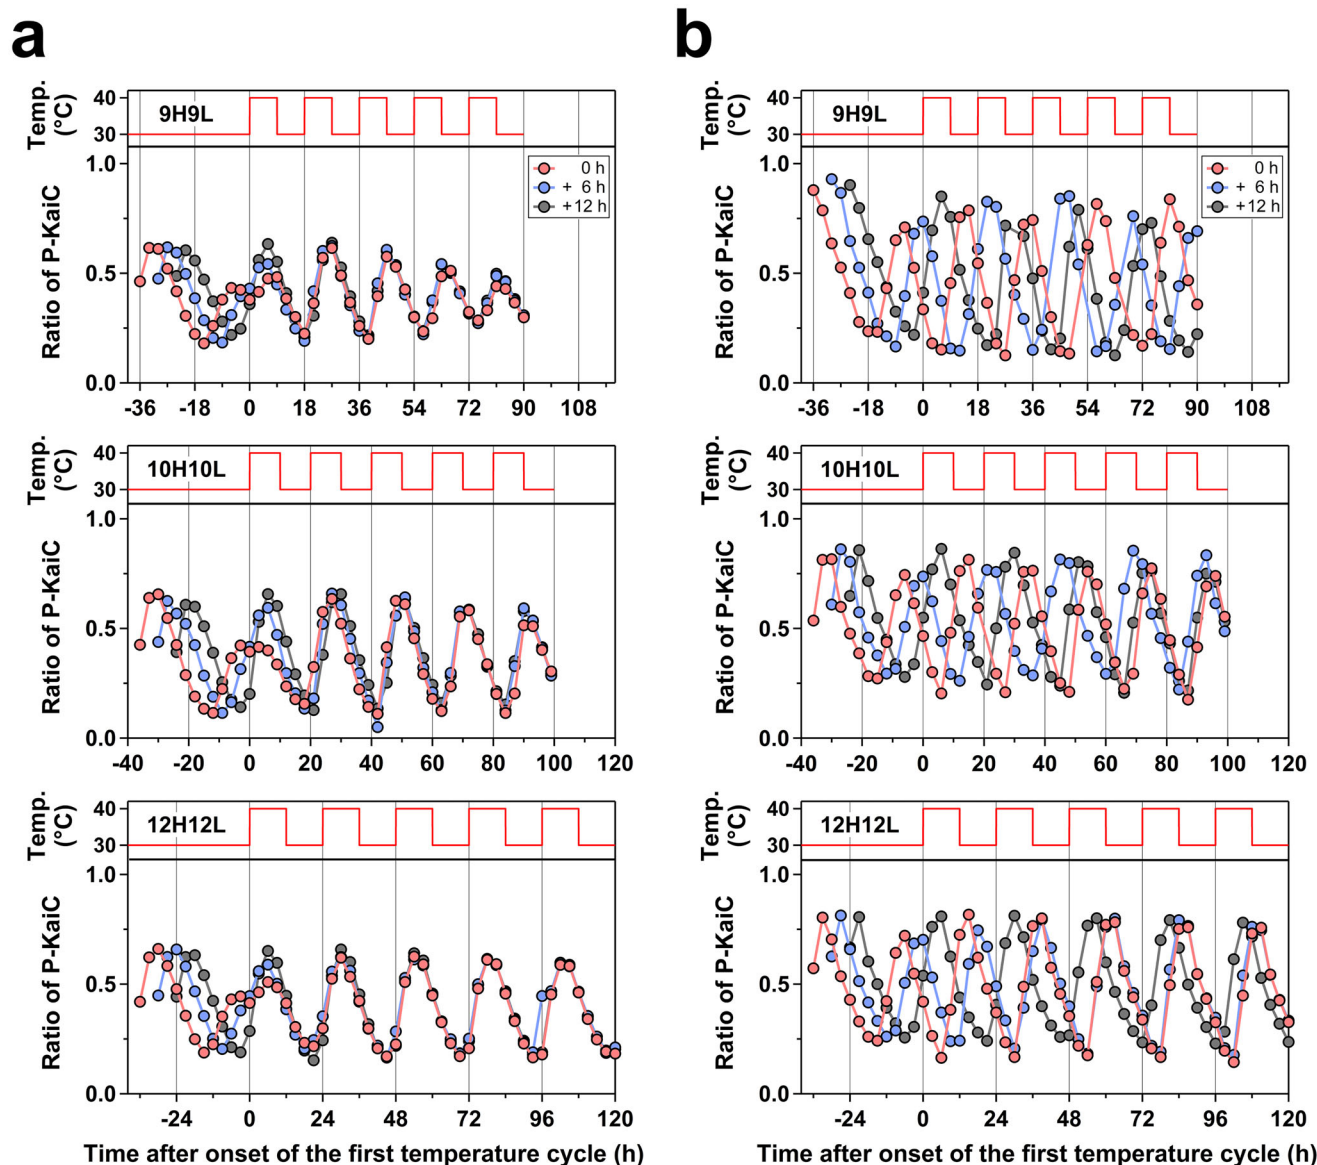 a
Temp.
(°C)
40
30
9H9L
Ratio of P-KaiC
1.0
0.5
0.0
0 h
+ 6 h
+12 h
-36 -18 0 18 36 54 72 90 108
Temp.
(°C)
40
30
10H10L
Ratio of P-KaiC
1.0
0.5
0.0
-40 -20 0 20 40 60 80 100 120
Temp.
(°C)
40
30
12H12L
Ratio of P-KaiC
1.0
0.5
0.0
-24 0 24 48 72 96 120
Time after onset of the first temperature cycle (h)
b
Temp.
(°C)
40
30
9H9L
Ratio of P-KaiC
1.0
0.5
0.0
0 h
+ 6 h
+12 h
-36 -18 0 18 36 54 72 90 108
Temp.
(°C)
40
30
10H10L
Ratio of P-KaiC
1.0
0.5
0.0
-40 -20 0 20 40 60 80 100 120
Temp.
(°C)
40
30
12H12L
Ratio of P-KaiC
1.0
0.5
0.0
-24 0 24 48 72 96 120
Time after onset of the first temperature cycle (h)